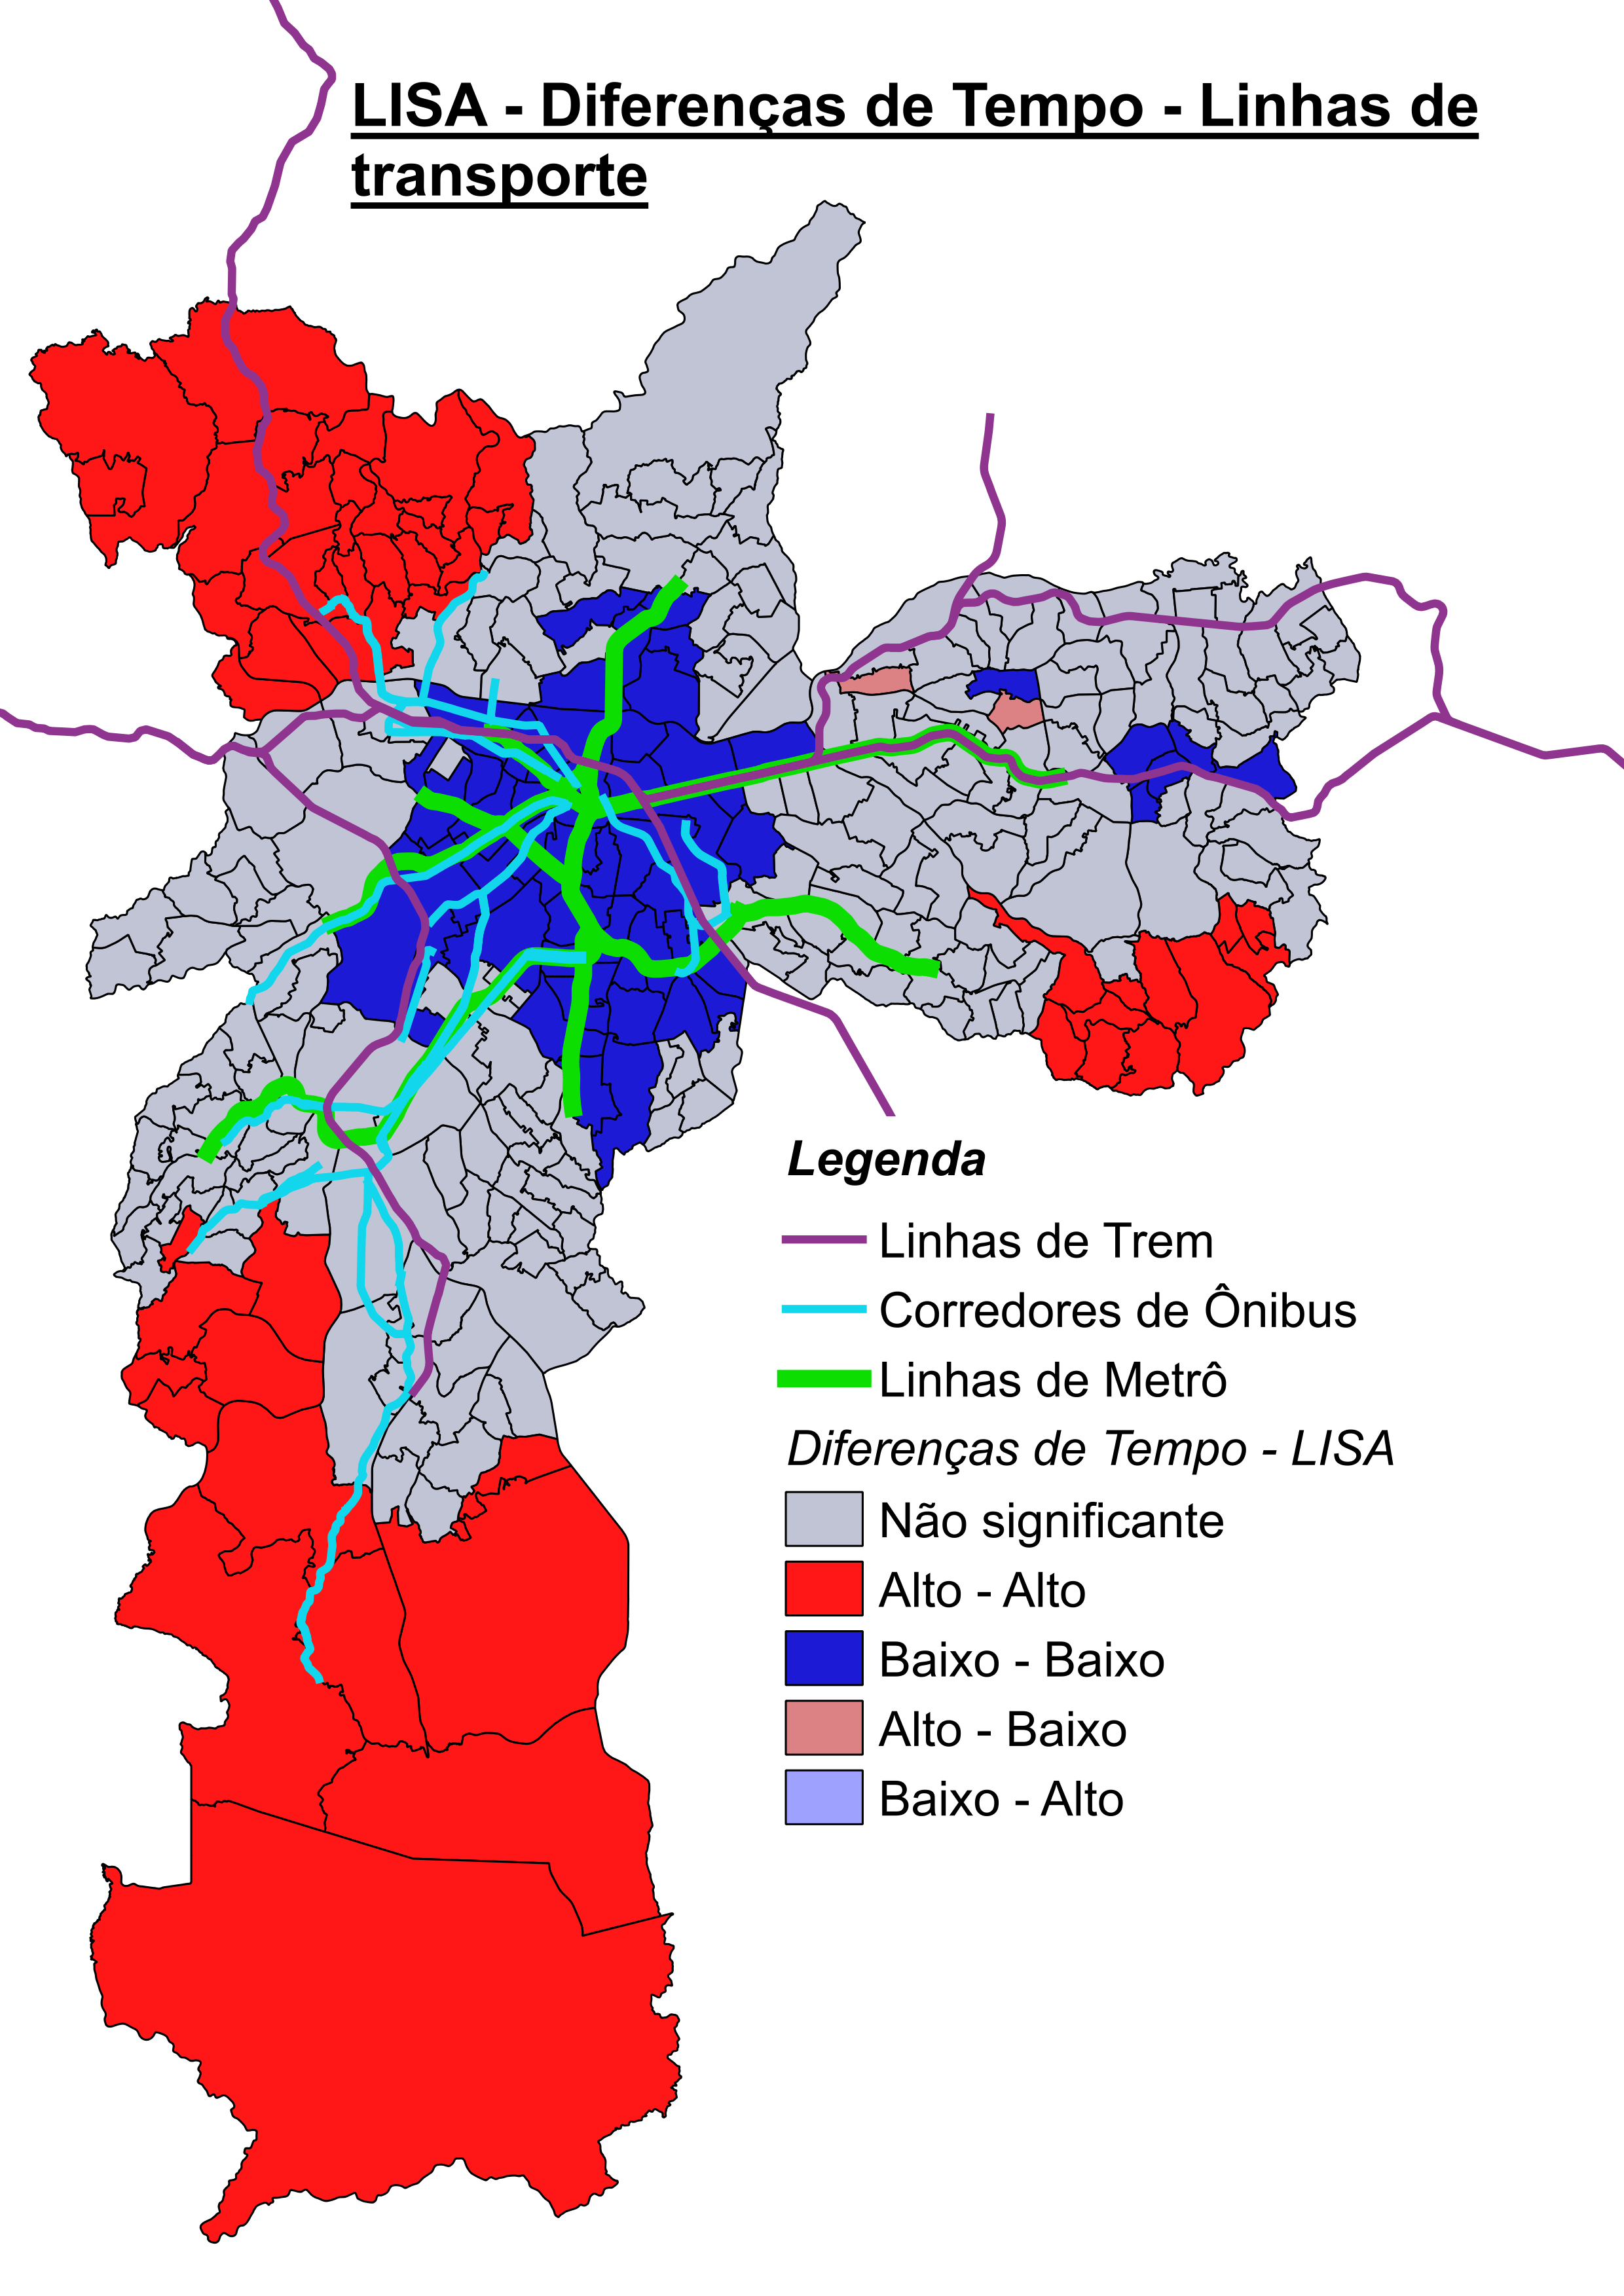 LISA - Diferenças de Tempo - Linhas de
transporte
Legenda
Linhas de Trem
Corredores de Ônibus
Linhas de Metrô
Diferenças de Tempo - LISA
Não significante
Alto - Alto
Baixo - Baixo
Alto - Baixo
Baixo - Alto